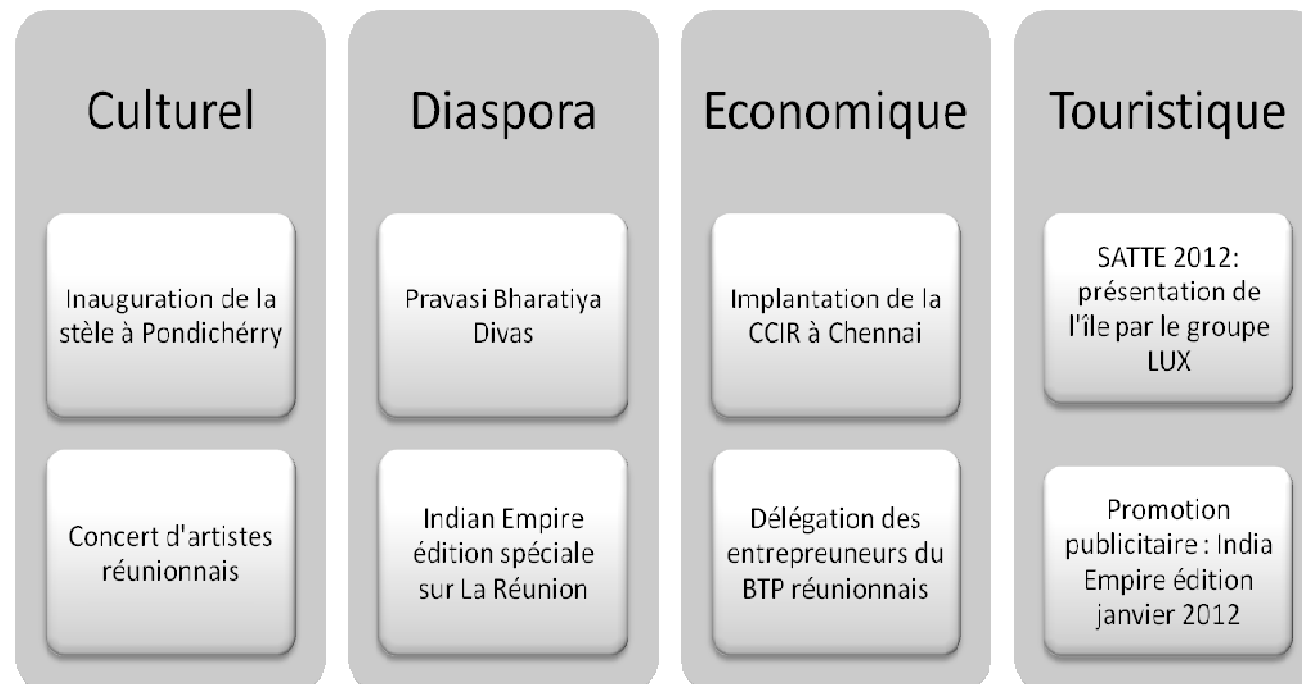 Culturel
Inauguration de la
stèle à Pondichérry
Concert d'artistes
réunionnais
Diaspora
Pravasi Bharatiya
Divas
Indian Empire
édition spéciale
sur La Réunion
Economique
Implantation de la
CCIR à Chennai
Délégation des
entrepreuneurs du
BTP réunionnais
Touristique
SATTE 2012:
présentation de
l'île par le groupe
LUX
Promotion
publicitaire : India
Empire édition
janvier 2012